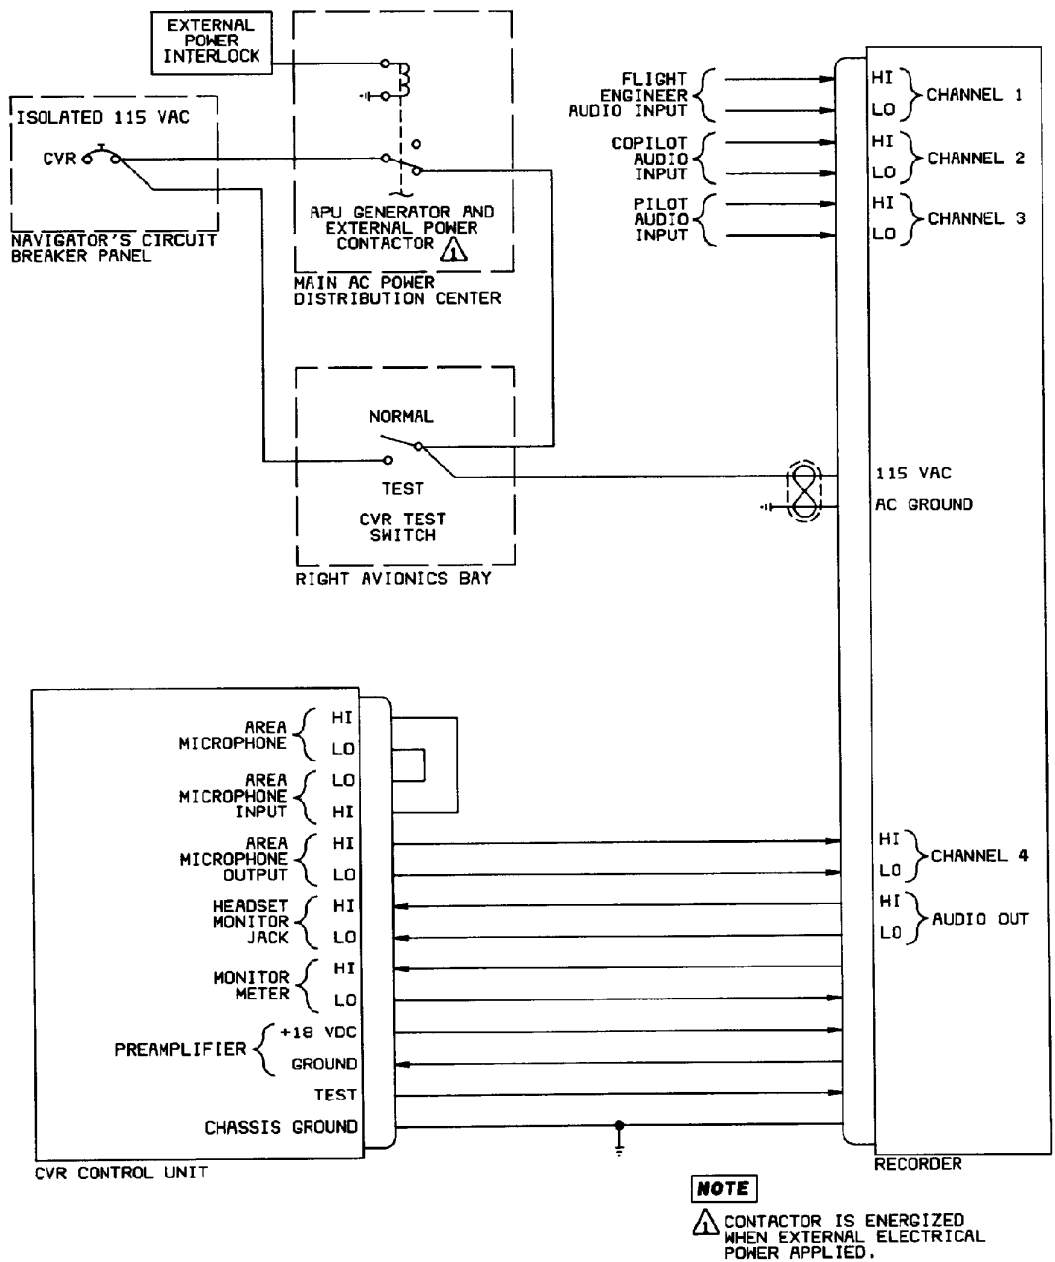 EXTERNAL
POWER
INTERLOCK
ISOLATED 115 VAC
CVR
NAVIGATOR'S CIRCUIT
BREAKER PANEL
APU GENERATOR AND
EXTERNAL POWER
CONTACTOR 1
MAIN AC POWER
DISTRIBUTION CENTER
NORMAL
TEST
CVR TEST
SWITCH
RIGHT AVIONICS BAY
FLIGHT
ENGINEER
AUDIO INPUT
HI
LO
CHANNEL 1
COPILOT
AUDIO
INPUT
HI
LO
CHANNEL 2
PILOT
AUDIO
INPUT
HI
LO
CHANNEL 3
115 VAC
AC GROUND
AREA
MICROPHONE
HI
LO
AREA
MICROPHONE
INPUT
LO
HI
AREA
MICROPHONE
OUTPUT
HI
LO
HEADSET
MONITOR
JACK
HI
LO
MONITOR
METER
HI
LO
PREAMPLIFIER
+18 VDC
GROUND
TEST
CHASSIS GROUND
CVR CONTROL UNIT
HI
LO
CHANNEL 4
HI
LO
AUDIO OUT
RECORDER
NOTE
1 CONTACTOR IS ENERGIZED
WHEN EXTERNAL ELECTRICAL
POWER APPLIED.